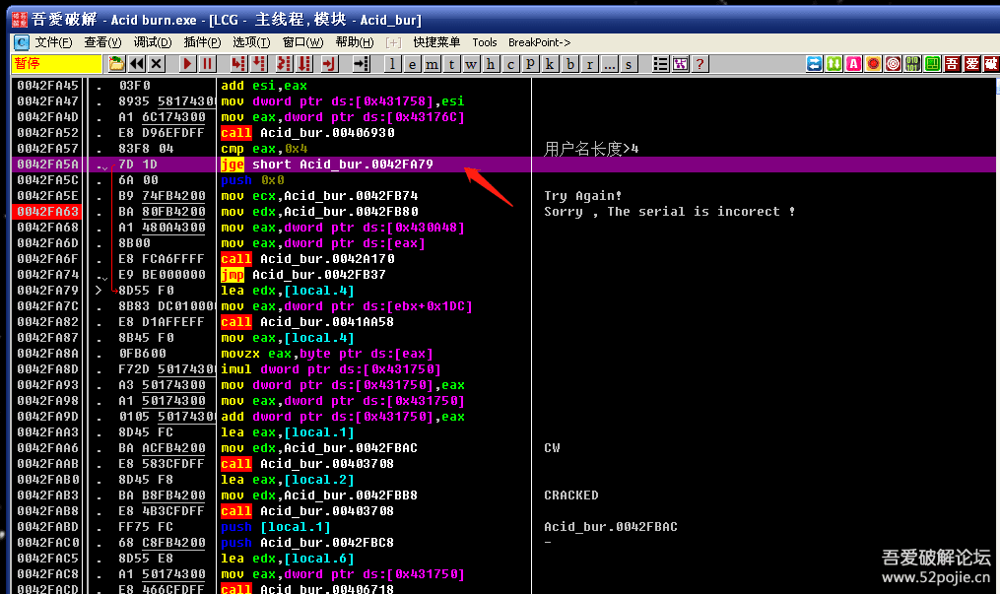 吾愛破解 - Acid burn.exe - [LCG - 主线程, 模块 - Acid_bur]
C 文件(F) 查看(V) 调试(D) 插件(P) 选项(T) 窗口(W) 帮助(H) [+] 快捷菜单 Tools BreakPoint->
暂停 l e m t w h c P k b r ... s ?
吾 爱 破
0042FA45 . 03F0 add esi,eax
0042FA47 . 8935 5817430 mov dword ptr ds:[0x431758],esi
0042FA4D . A1 6C174300 mov eax,dword ptr ds:[0x43176C]
0042FA52 . E8 D96EFDFF call Acid_bur.00406930
0042FA57 . 83F8 04 cmp eax,0x4 用户名长度>4
0042FA5A . 7D 1D jge short Acid_bur.0042FA79
0042FA5C . 6A 00 push 0x0
0042FA5E . B9 74FB4200 mov ecx,Acid_bur.0042FB74 Try Again!
0042FA63 . BA 80FB4200 mov edx,Acid_bur.0042FB80 Sorry , The serial is incorect !
0042FA68 . A1 480A4300 mov eax,dword ptr ds:[0x430A48]
0042FA6D . 8B00 mov eax,dword ptr ds:[eax]
0042FA6F . E8 FCA6FFFF call Acid_bur.0042A170
0042FA74 . E9 BE000000 jmp Acid_bur.0042FB37
0042FA79 > 8D55 F0 lea edx,[local.4]
0042FA7C . 8B83 DC01000 mov eax,dword ptr ds:[ebx+0x1DC]
0042FA82 . E8 D1AFFEFF call Acid_bur.0041AA58
0042FA87 . 8B45 F0 mov eax,[local.4]
0042FA8A . 0FB600 movzx eax,byte ptr ds:[eax]
0042FA8D . F72D 5017430 imul dword ptr ds:[0x431750]
0042FA93 . A3 50174300 mov dword ptr ds:[0x431750],eax
0042FA98 . A1 50174300 mov eax,dword ptr ds:[0x431750]
0042FA9D . 0105 5017430 add dword ptr ds:[0x431750],eax
0042FAA3 . 8D45 FC lea eax,[local.1]
0042FAA6 . BA ACFB4200 mov edx,Acid_bur.0042FBAC CW
0042FAAB . E8 583CFDFF call Acid_bur.00403708
0042FAB0 . 8D45 F8 lea eax,[local.2]
0042FAB3 . BA B8FB4200 mov edx,Acid_bur.0042FBB8 CRACKED
0042FAB8 . E8 4B3CFDFF call Acid_bur.00403708
0042FABD . FF75 FC push [local.1] Acid_bur.0042FBAC
0042FAC0 . 68 C8FB4200 push Acid_bur.0042FBC8 -
0042FAC5 . 8D55 E8 lea edx,[local.6]
0042FAC8 . A1 50174300 mov eax,dword ptr ds:[0x431750]
0042FACD . E8 466CFDFF call Acid_bur.00406718
吾爱破解论坛
www.52pojie.cn